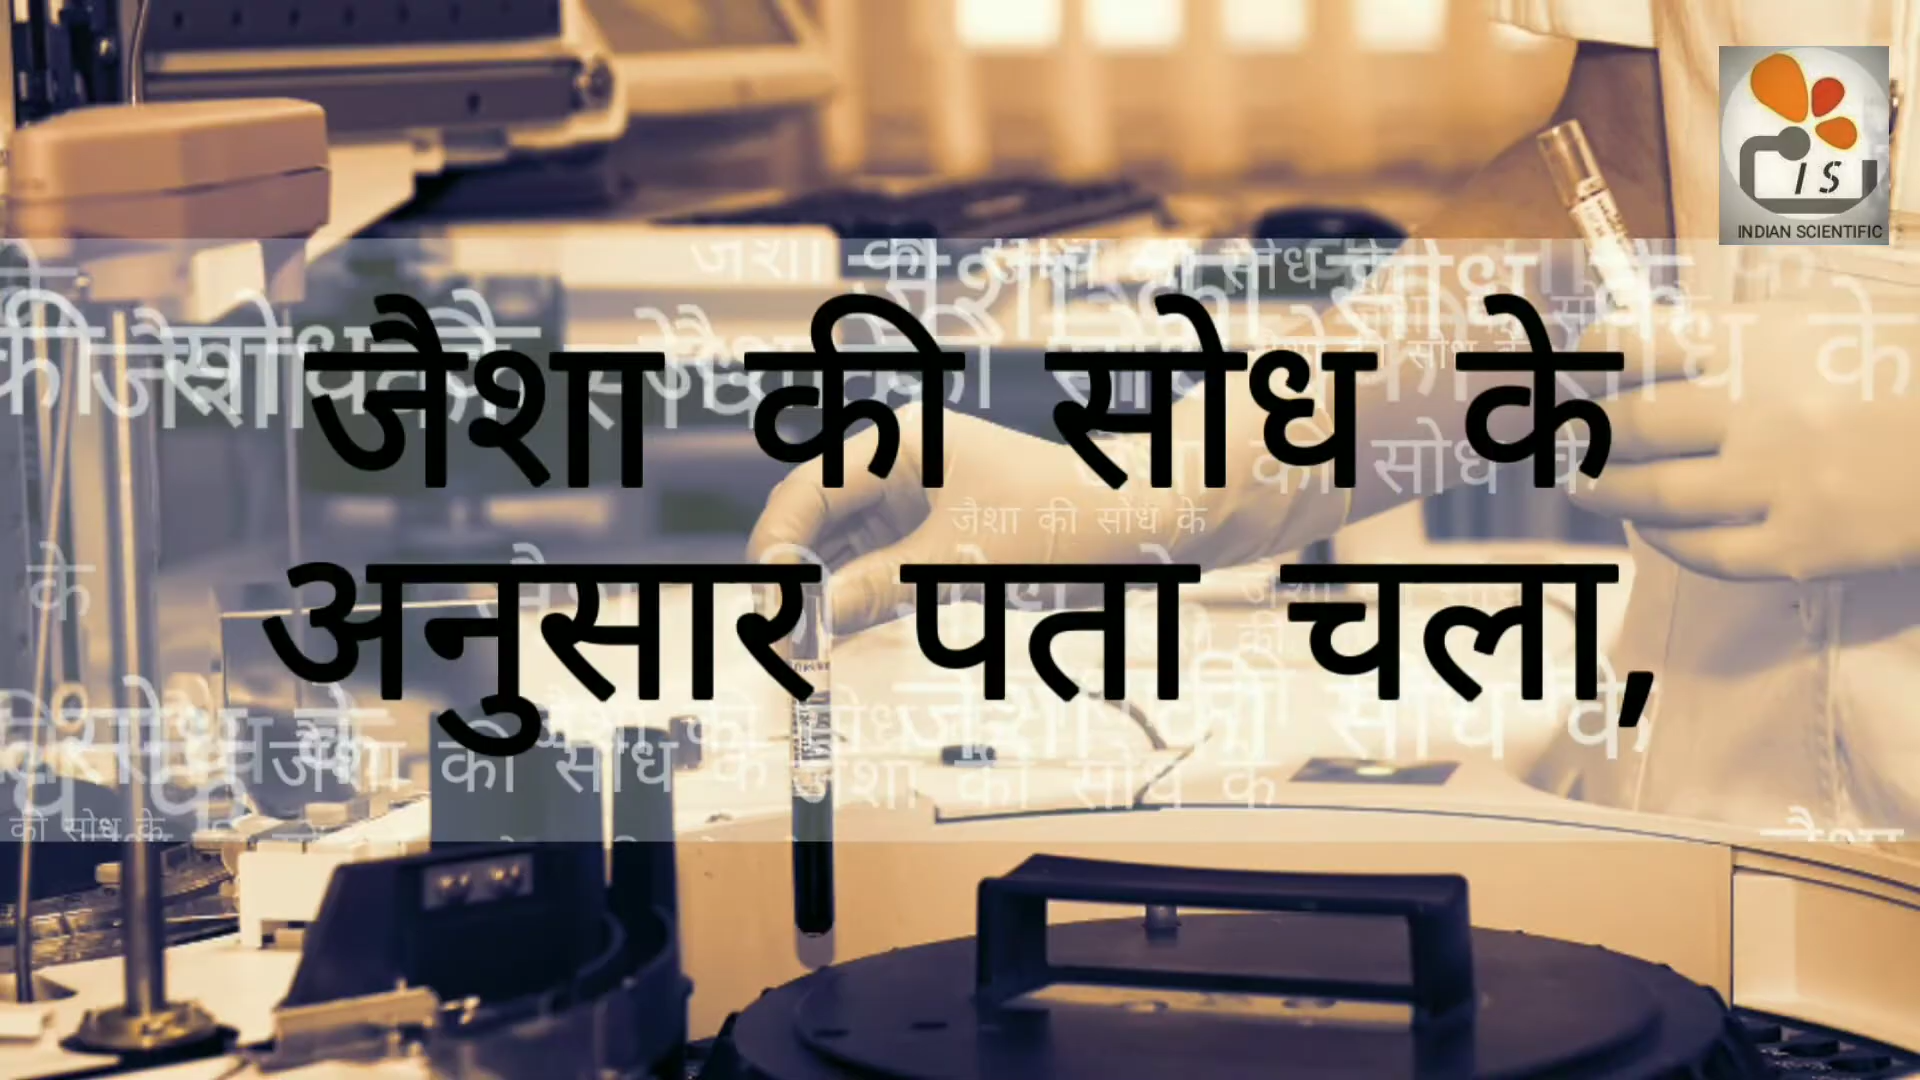 I S
INDIAN SCIENTIFIC
जैशा की सोध के
अनुसार पता चला,
जैशा की सोध के